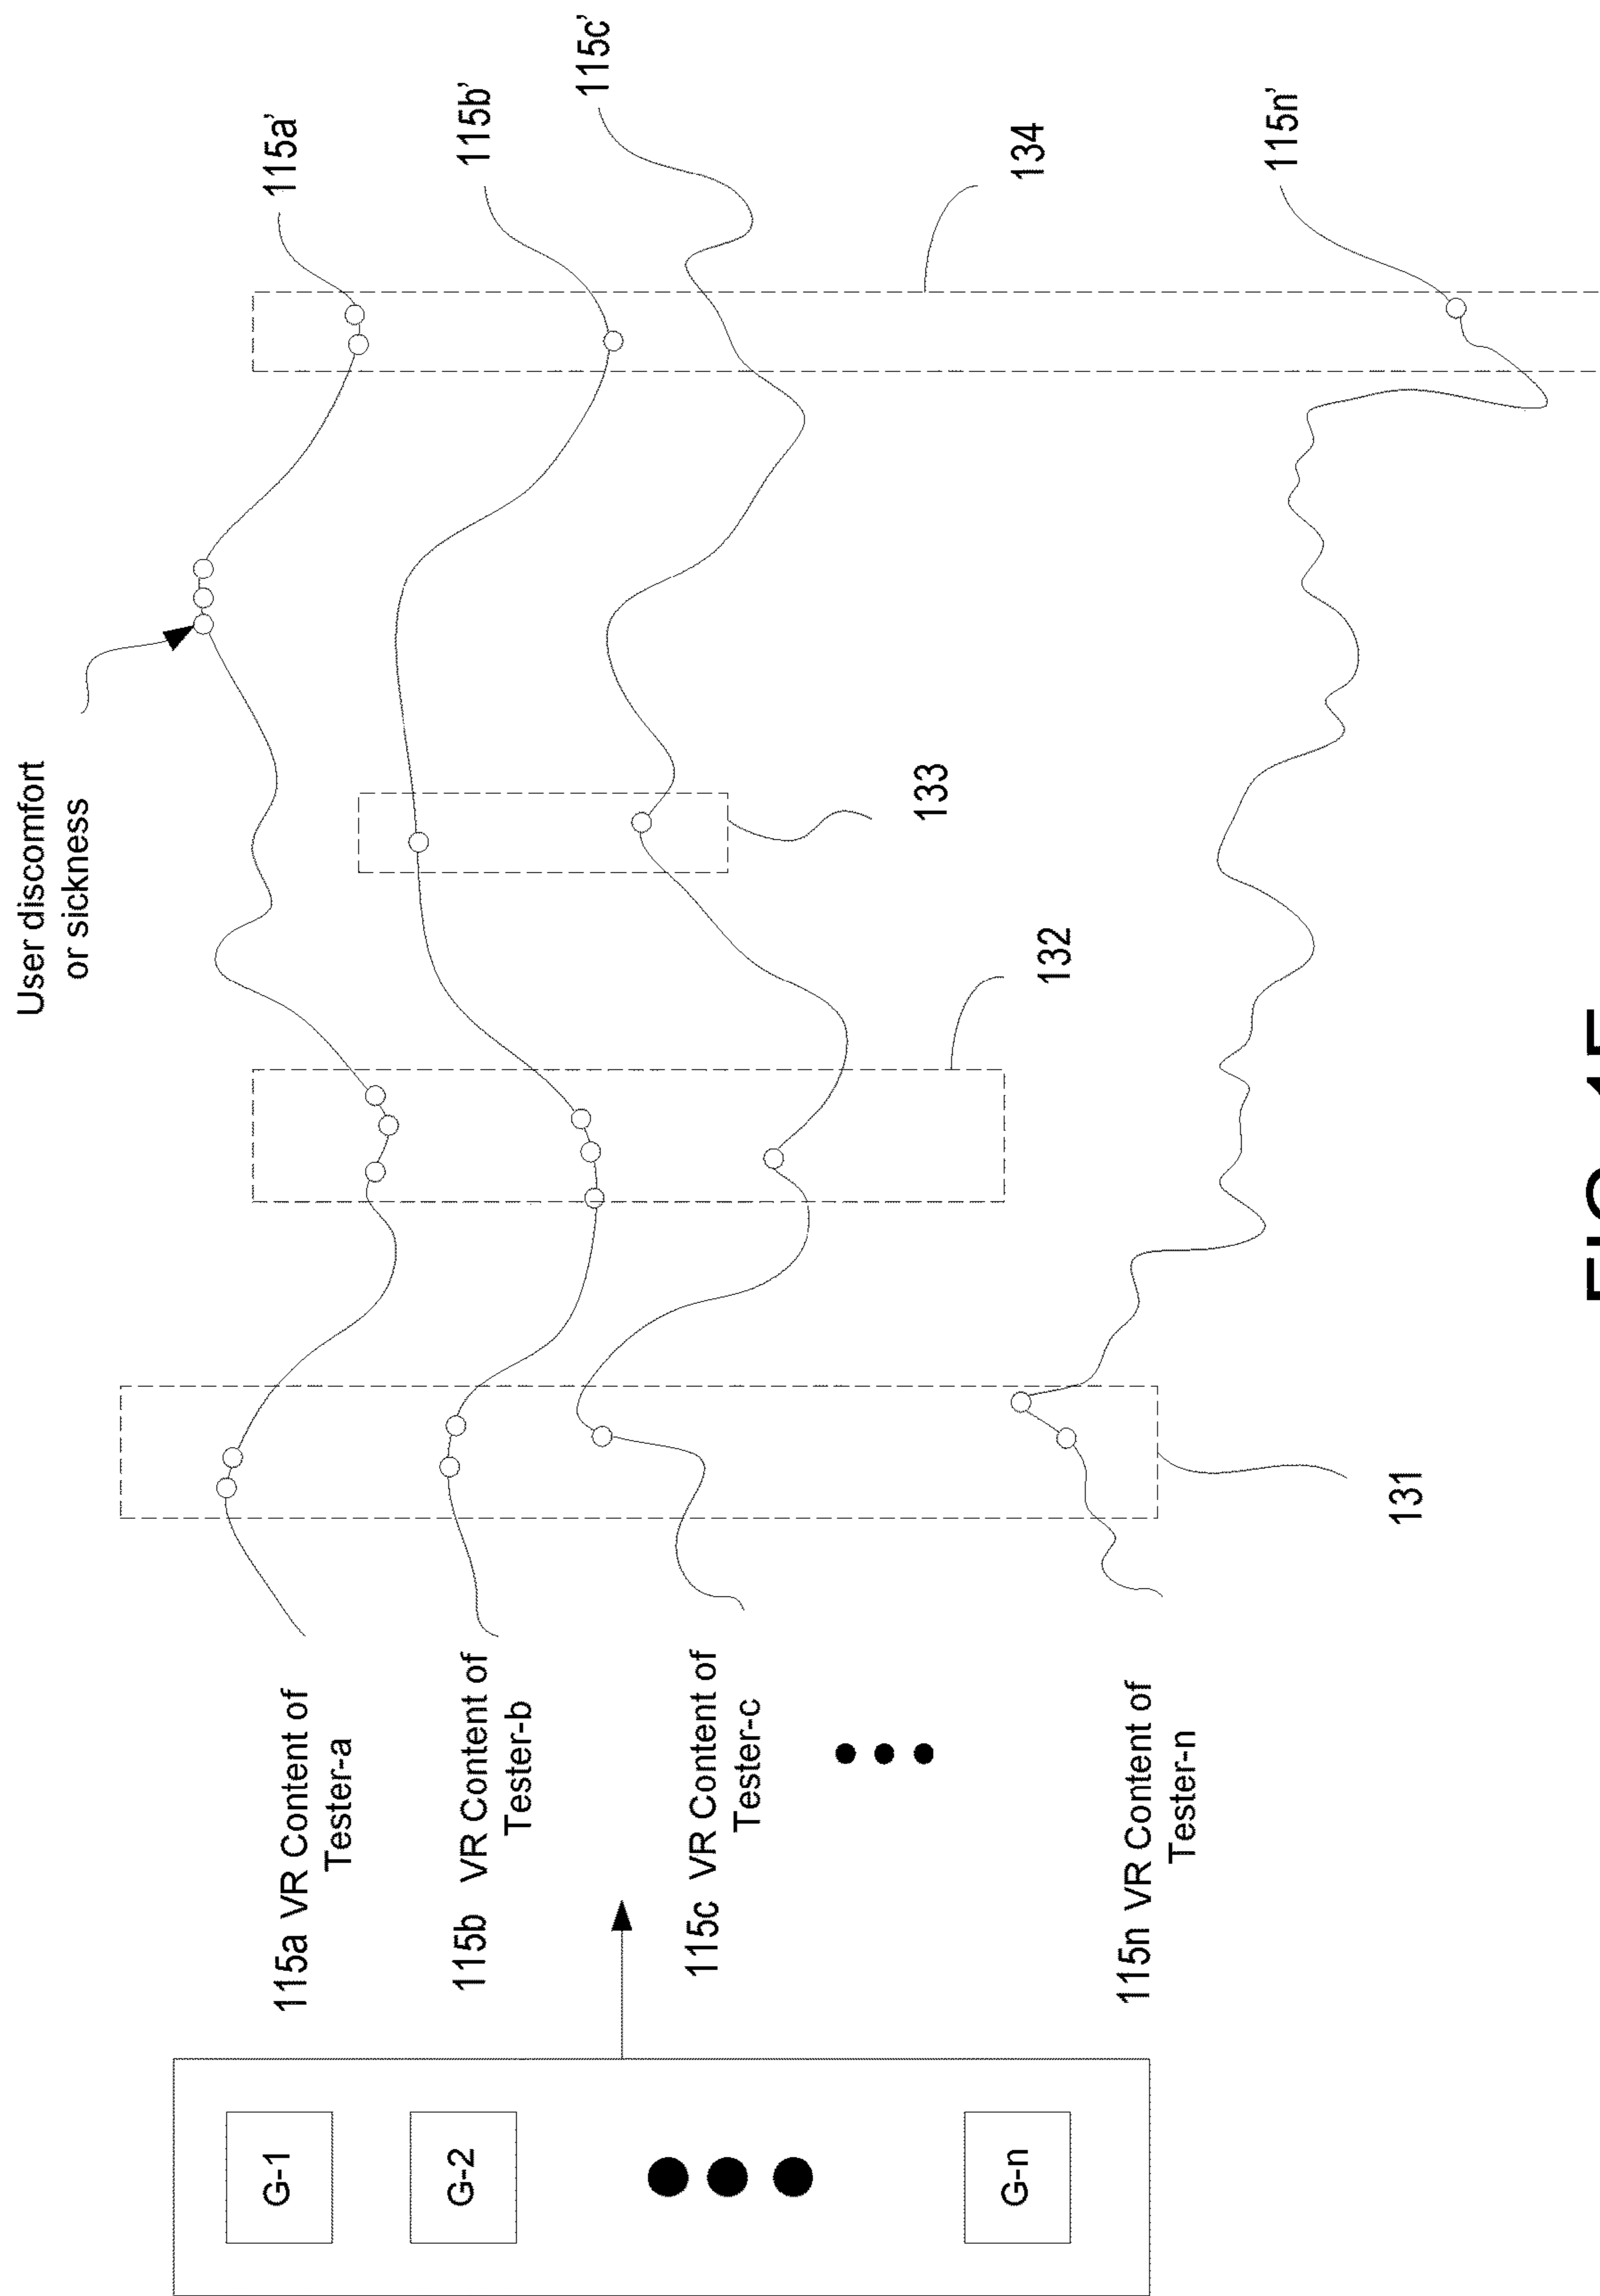 User discomfort
or sickness
115a'
115b'
115c'
115n'
134
133
132
131
115a VR Content of
Tester-a
115b VR Content of
Tester-b
115c VR Content of
Tester-c
115n VR Content of
Tester-n
G-1
G-2
G-n